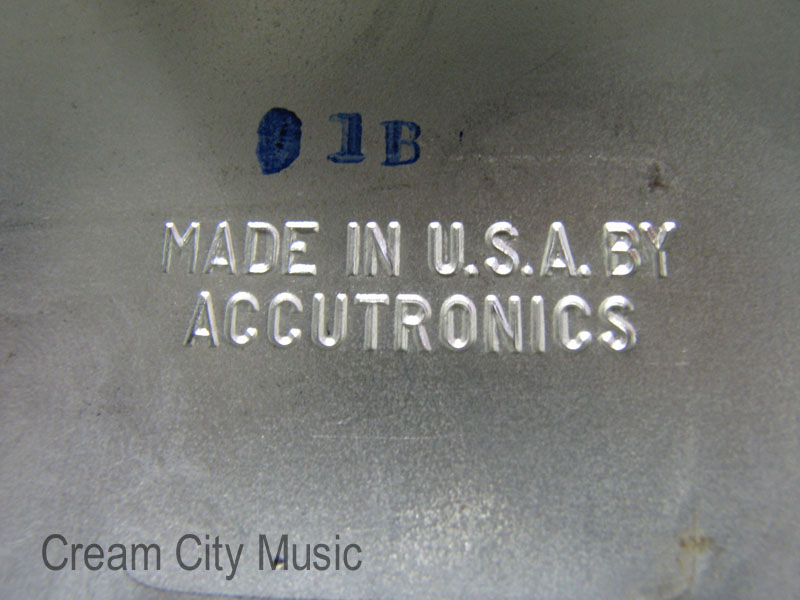 1B
MADE IN U.S.A. BY
ACCUTRONICS
Cream City Music